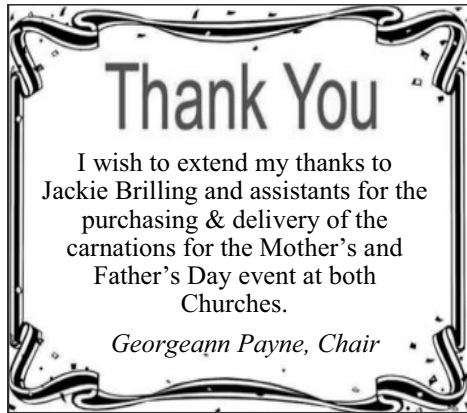 Thank You
I wish to extend my thanks to
Jackie Brilling and assistants for the
purchasing & delivery of the
carnations for the Mother’s and
Father’s Day event at both
Churches.
Georgeann Payne, Chair